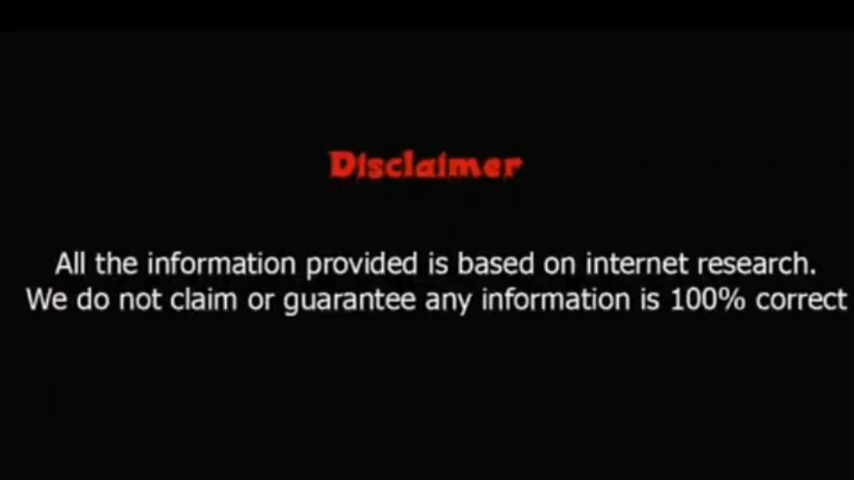 Disclaimer
All the information provided is based on internet research.
We do not claim or guarantee any information is 100% correct